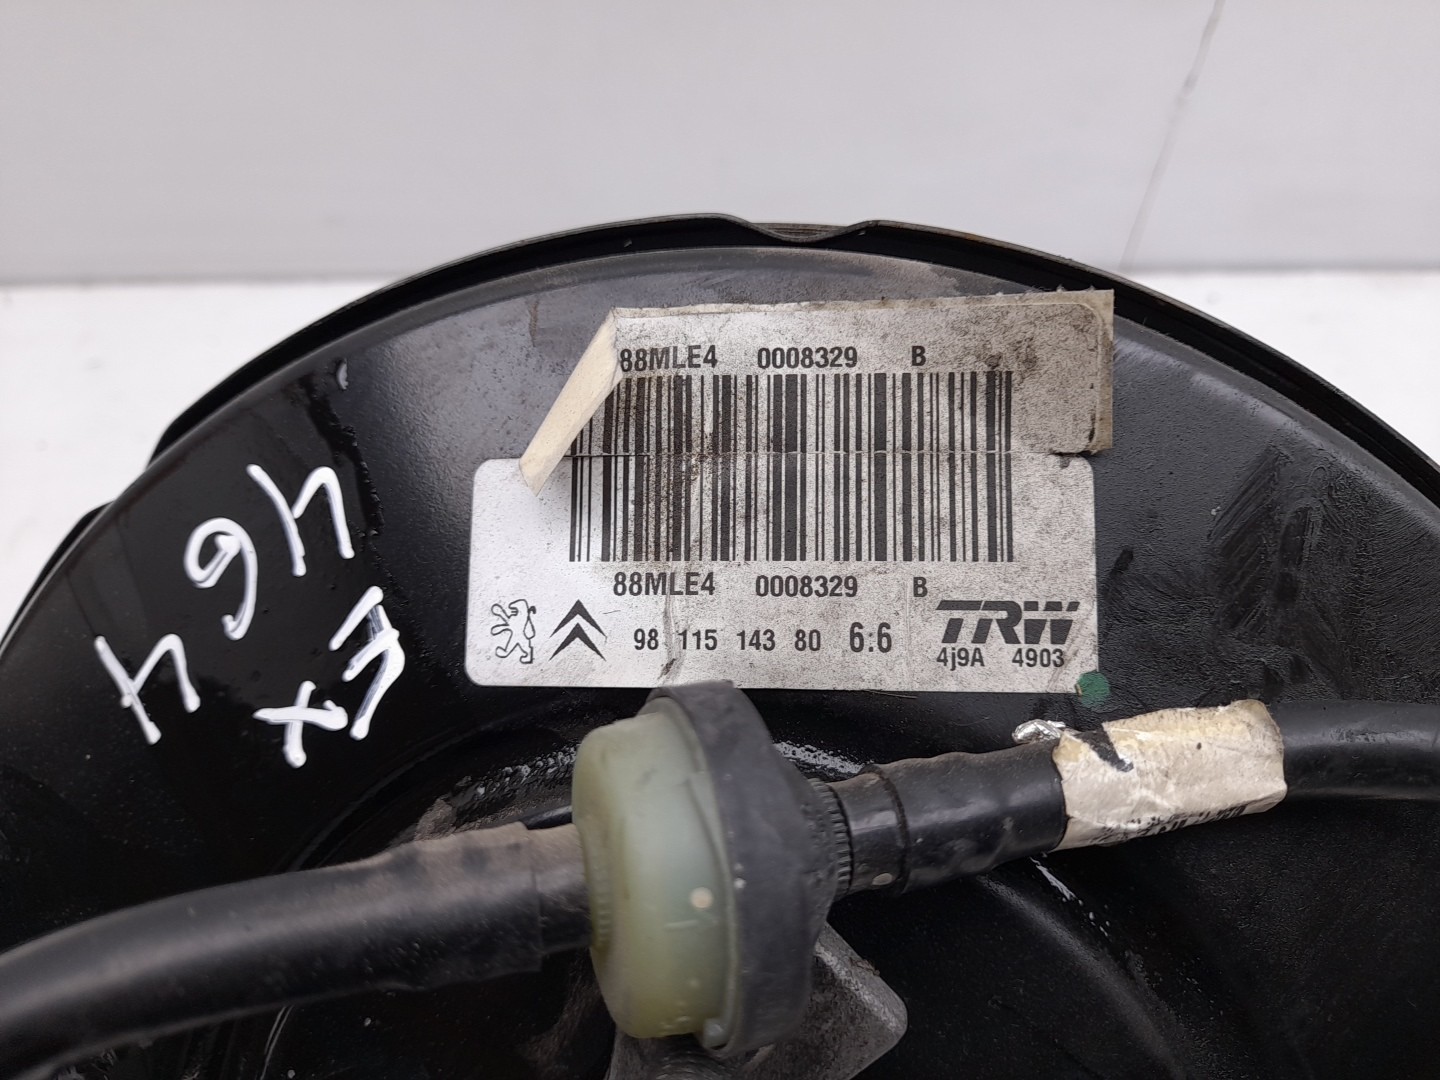 88MLE4 0008329 B
88MLE4 0008329 B
98 115 143 80 6:6
TRW
4j9A 4903
464
EX